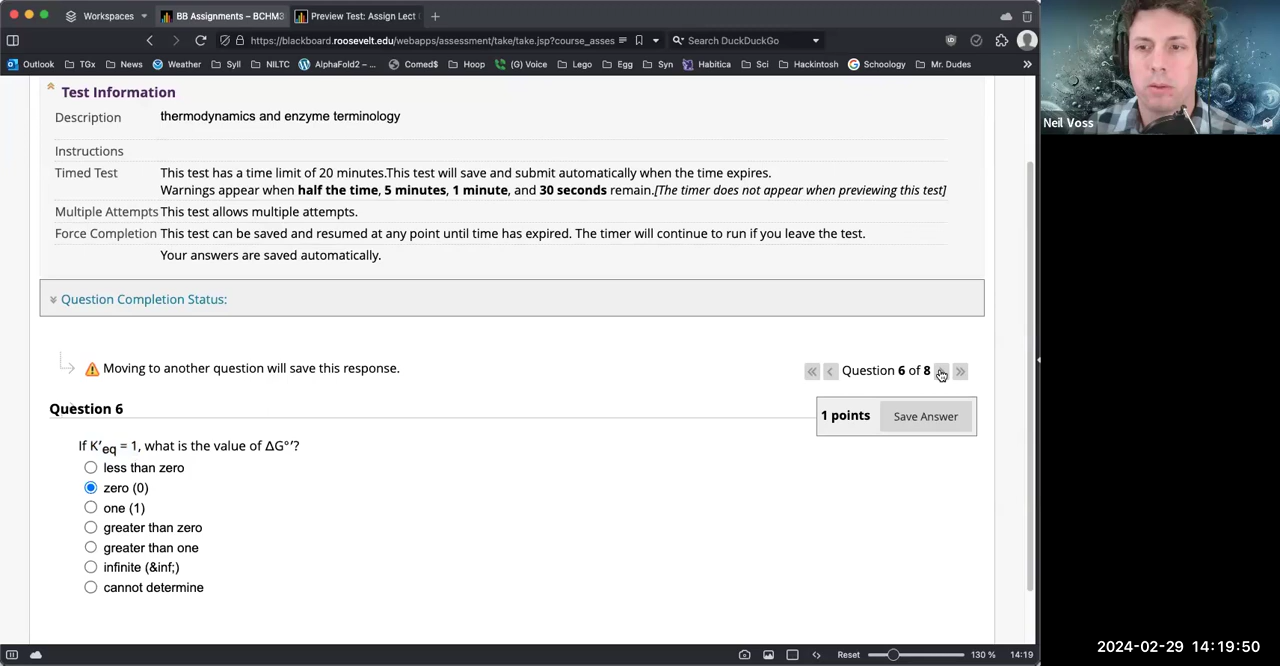 Workspaces
BB Assignments – BCHM3
Preview Test: Assign Lect
https://blackboard.roosevelt.edu/webapps/assessment/take/take.jsp?course_asses
Search DuckDuckGo
Outlook
TGx
News
Weather
Syll
NILTC
AlphaFold2 – ...
Comed$
Hoop
(G) Voice
Lego
Egg
Syn
Habitica
Sci
Hackintosh
Schoology
Mr. Dudes
Neil Voss
Test Information
Description thermodynamics and enzyme terminology
Instructions
Timed Test This test has a time limit of 20 minutes.This test will save and submit automatically when the time expires.
Warnings appear when half the time, 5 minutes, 1 minute, and 30 seconds remain.[The timer does not appear when previewing this test]
Multiple Attempts This test allows multiple attempts.
Force Completion This test can be saved and resumed at any point until time has expired. The timer will continue to run if you leave the test.
Your answers are saved automatically.
Question Completion Status:
Moving to another question will save this response.
Question 6 of 8
Question 6
1 points
Save Answer
If K′eq = 1, what is the value of ΔG°′?
less than zero
zero (0)
one (1)
greater than zero
greater than one
infinite (&inf;)
cannot determine
Reset
130 %
14:19
2024-02-29 14:19:50